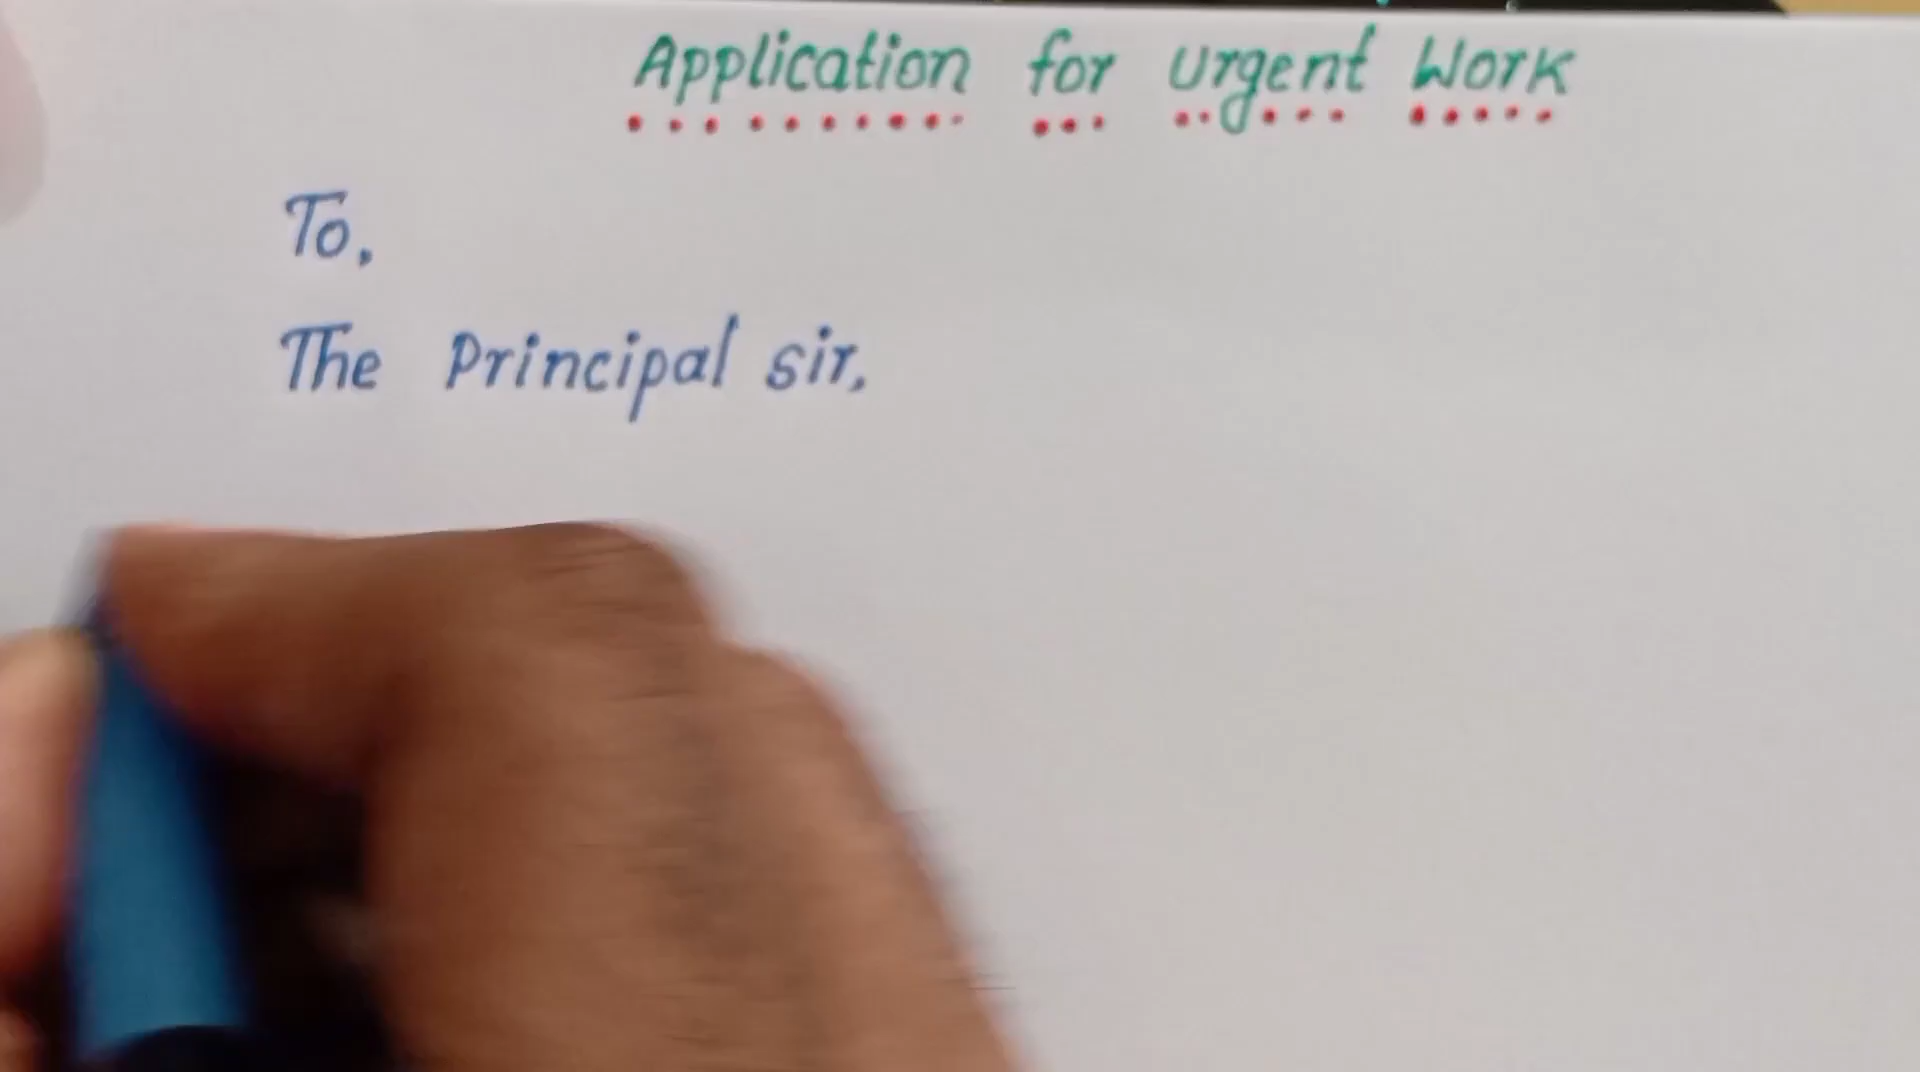 Application for urgent Work
To,
The Principal sir,